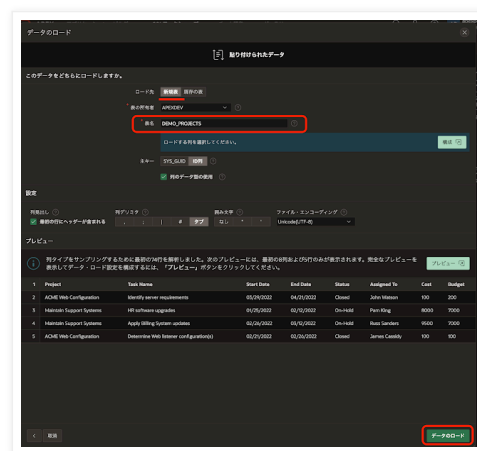 データのロード
貼り付けられたデータ
このデータをどちらにロードしますか。
ロード先 新規表 既存の表
表の所有者 APEXDEV
表名 DEMO_PROJECTS
ロードする列を選択してください。 構成
主キー SYS_GUID 順列
列のデータ型の使用
設定
列見出し 列デリミタ 囲み文字 ファイル・エンコーディング
最初の行にヘッダーが含まれる , ; | # タブ なし " ' Unicode(UTF-8)
プレビュー
列タイプをサンプリングするために最初の74行を解析しました。次のプレビューには、最初の8列および5行のみが表示されます。完全なプレビューを
表示してデータ・ロード設定を構成するには、「プレビュー」ボタンをクリックしてください。
プレビュー
1 Project Task Name Start Date End Date Status Assigned To Cost Budget
2 ACME Web Configuration Identify server requirements 03/29/2022 04/21/2022 Closed John Watson 100 200
3 Maintain Support Systems HR software upgrades 01/25/2022 02/12/2022 On-Hold Pam King 8000 7000
4 Maintain Support Systems Apply Billing System updates 02/26/2022 03/12/2022 On-Hold Russ Sanders 9500 7000
5 ACME Web Configuration Determine Web listener configuration(s) 02/21/2022 02/26/2022 Closed James Cassidy 100 100
取消 データのロード